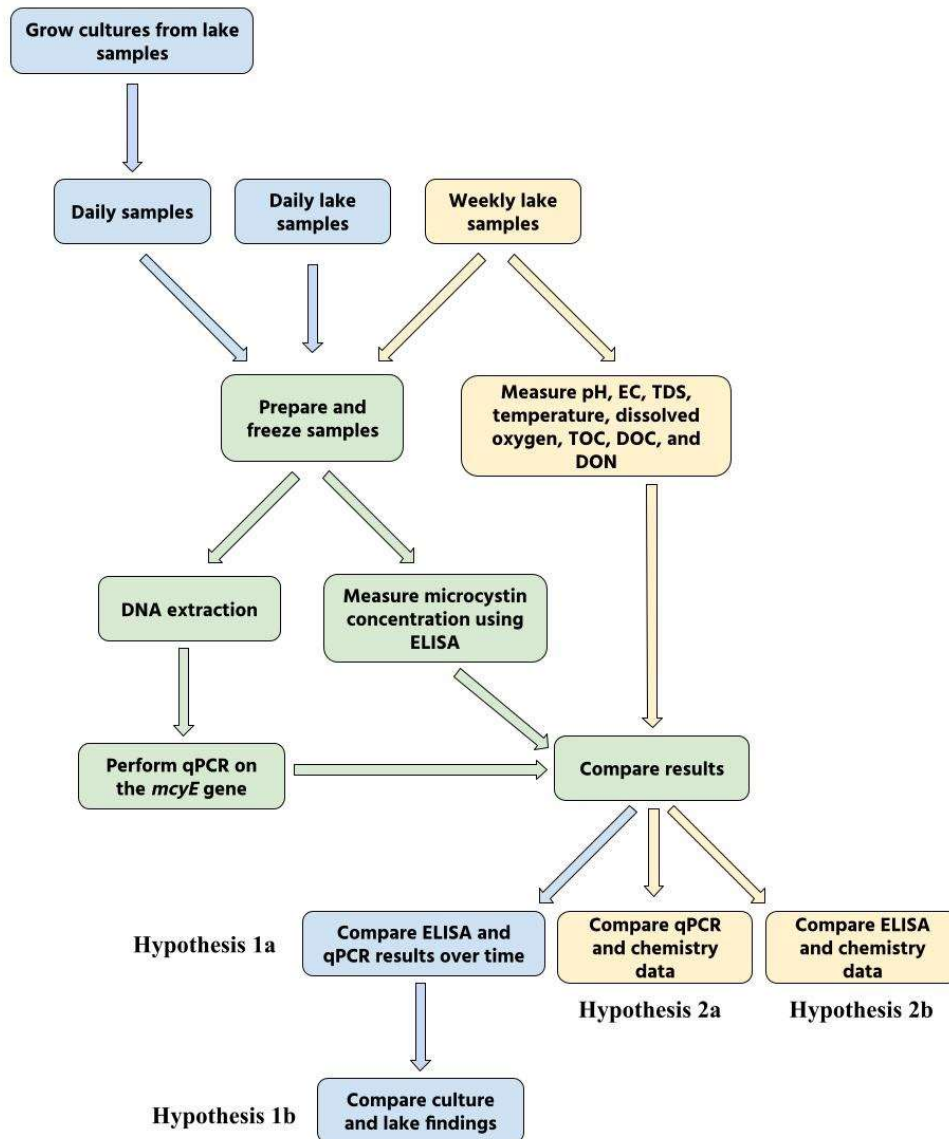 Grow cultures from lake
samples
Daily samples
Daily lake
samples
Weekly lake
samples
Prepare and
freeze samples
Measure pH, EC, TDS,
temperature, dissolved
oxygen, TOC, DOC, and
DON
DNA extraction
Measure microcystin
concentration using
ELISA
Perform qPCR on
the mcyE gene
Compare results
Hypothesis 1a
Compare ELISA and
qPCR results over time
Compare qPCR
and chemistry
data
Compare ELISA
and chemistry
data
Hypothesis 2a
Hypothesis 2b
Hypothesis 1b
Compare culture
and lake findings